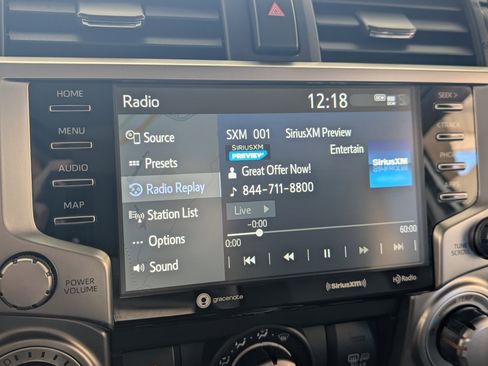 HOME
MENU
AUDIO
MAP
POWER
VOLUME
Radio
12:18
Source
Presets
Radio Replay
Station List
Options
Sound
SXM 001 SiriusXM Preview
SIRIUSXM
PREVIEW
Entertain
SiriusXM
Great Offer Now!
844-711-8800
Live
−0:00
0:00
60:00
SEEK >
TUNE
SCROLL
gracenote
SiriusXM
HD Radio